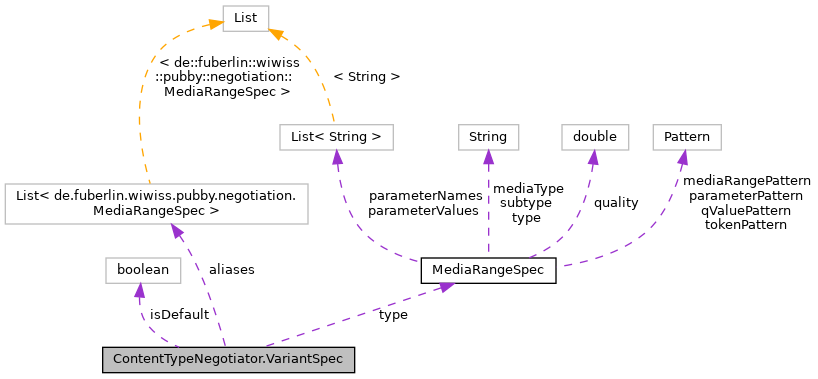 List
< de::fuberlin::wiwiss
::pubby::negotiation::
MediaRangeSpec >
< String >
List< String >
String
double
Pattern
List< de.fuberlin.wiwiss.pubby.negotiation.
MediaRangeSpec >
parameterNames
parameterValues
mediaType
subtype
type
quality
mediaRangePattern
parameterPattern
qValuePattern
tokenPattern
boolean
aliases
MediaRangeSpec
isDefault
type
ContentTypeNegotiator.VariantSpec